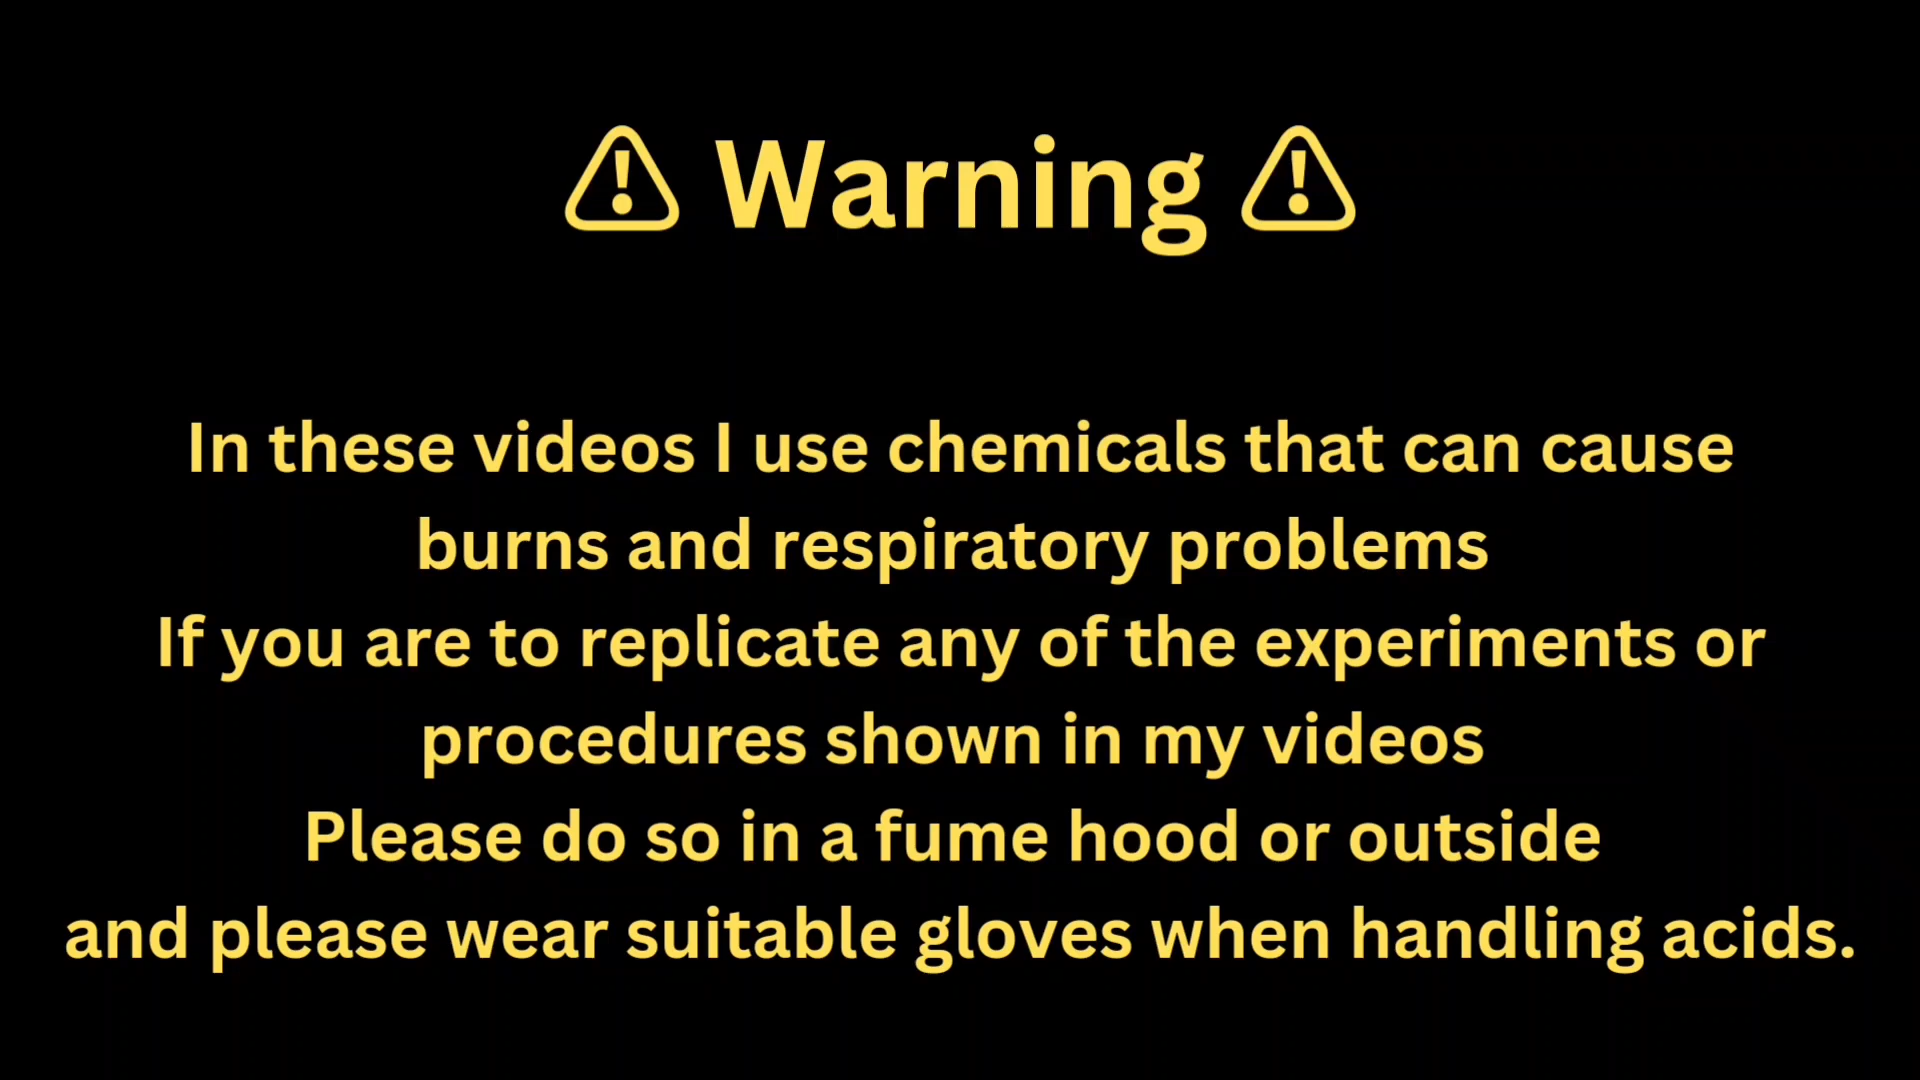 ⚠ Warning ⚠
In these videos I use chemicals that can cause
burns and respiratory problems
If you are to replicate any of the experiments or
procedures shown in my videos
Please do so in a fume hood or outside
and please wear suitable gloves when handling acids.